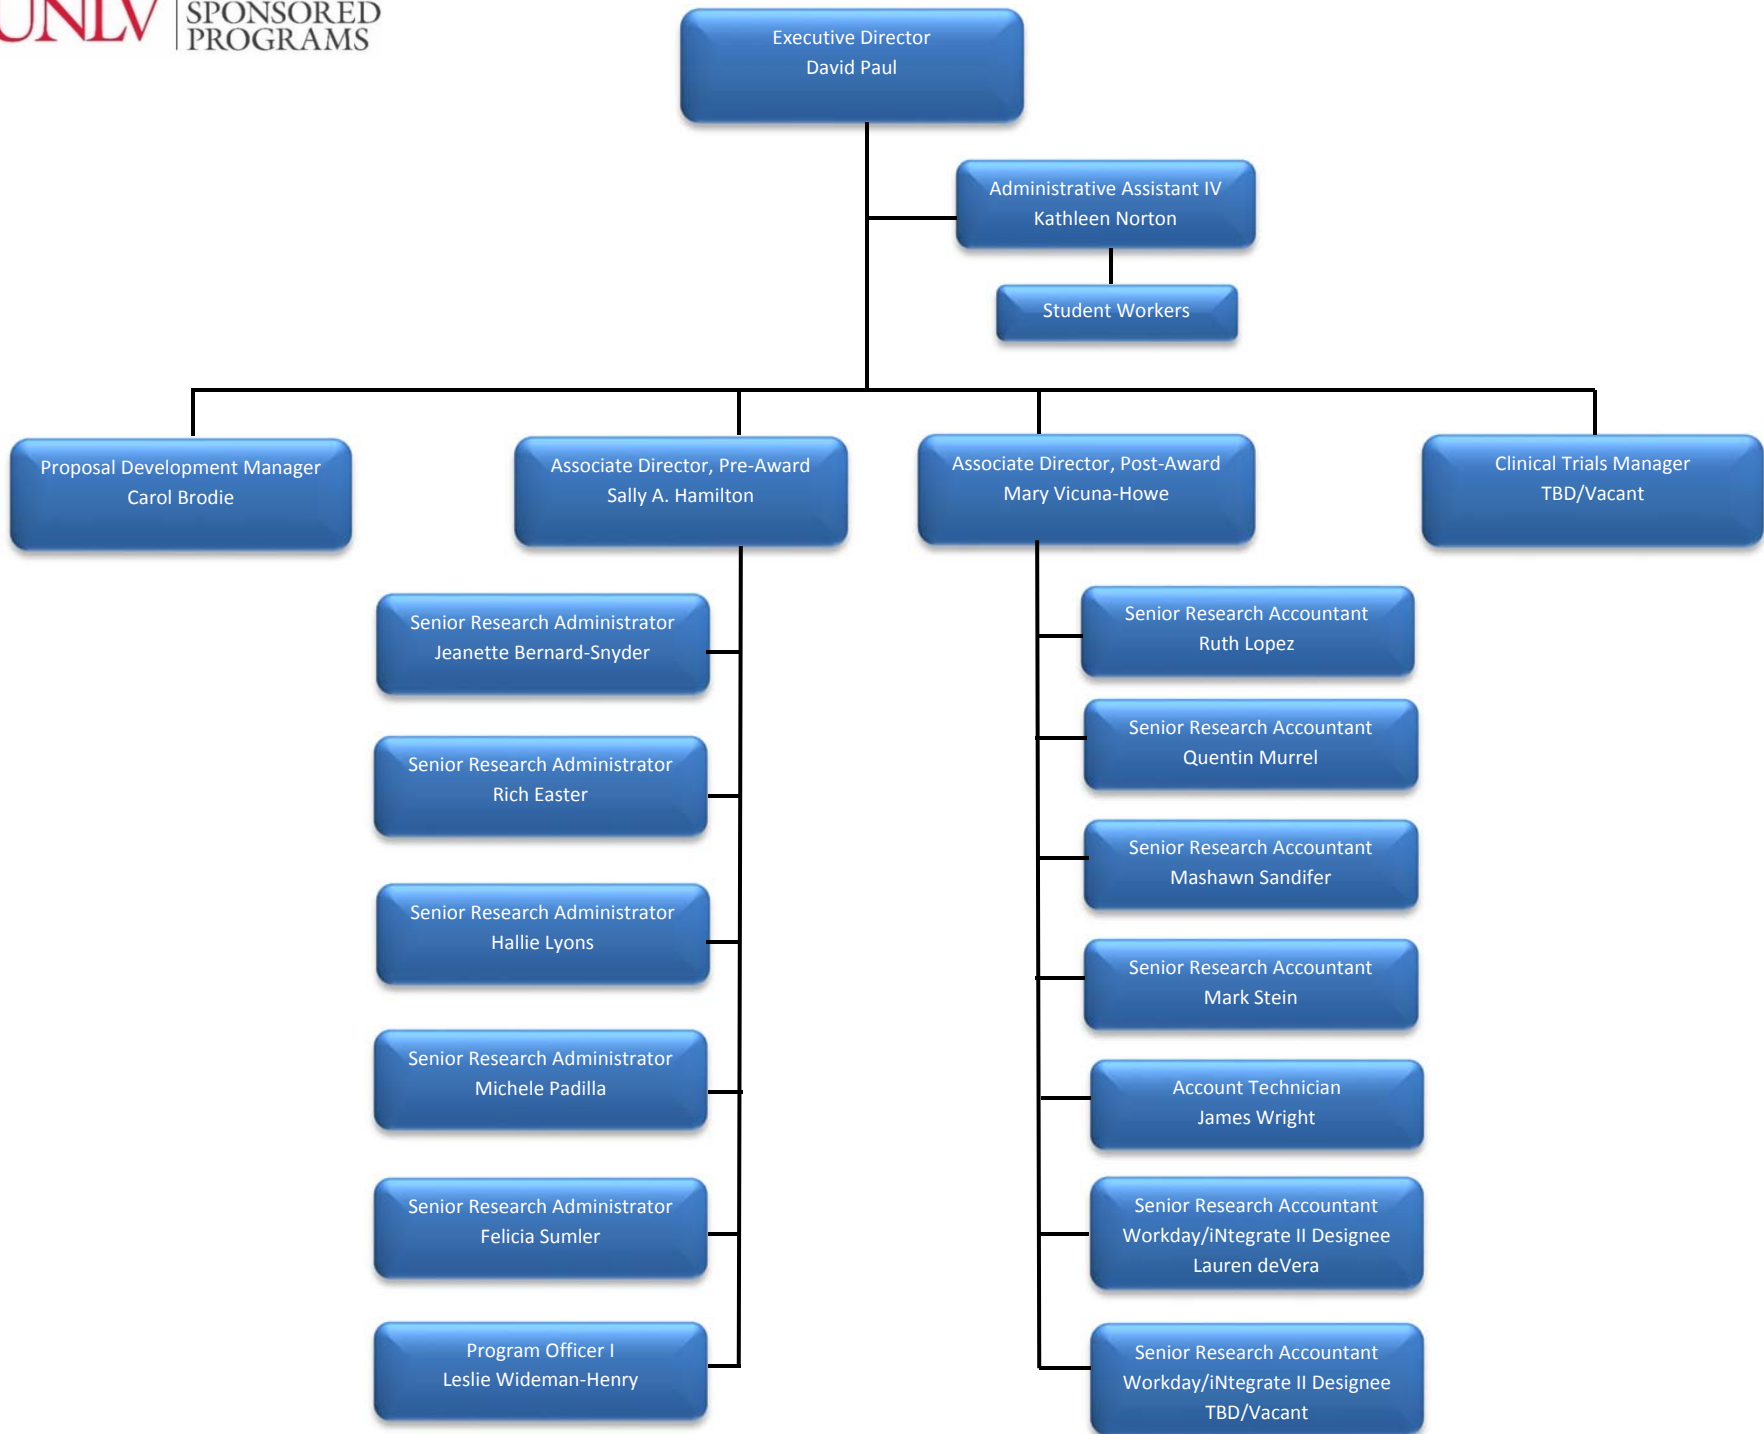 UNLV
SPONSORED
PROGRAMS
Executive Director
David Paul
Administrative Assistant IV
Kathleen Norton
Student Workers
Proposal Development Manager
Carol Brodie
Associate Director, Pre-Award
Sally A. Hamilton
Associate Director, Post-Award
Mary Vicuna-Howe
Clinical Trials Manager
TBD/Vacant
Senior Research Administrator
Jeanette Bernard-Snyder
Senior Research Administrator
Rich Easter
Senior Research Administrator
Hallie Lyons
Senior Research Administrator
Michele Padilla
Senior Research Administrator
Felicia Sumler
Program Officer I
Leslie Wideman-Henry
Senior Research Accountant
Ruth Lopez
Senior Research Accountant
Quentin Murrel
Senior Research Accountant
Mashawn Sandifer
Senior Research Accountant
Mark Stein
Account Technician
James Wright
Senior Research Accountant
Workday/iNtegrate II Designee
Lauren deVera
Senior Research Accountant
Workday/iNtegrate II Designee
TBD/Vacant